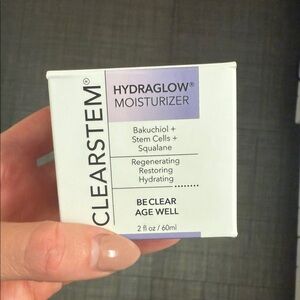 CLEARSTEM®
HYDRAGLOW®
MOISTURIZER
Bakuchiol +
Stem Cells +
Squalane
Regenerating
Restoring
Hydrating
BE CLEAR
AGE WELL
2 fl oz / 60ml